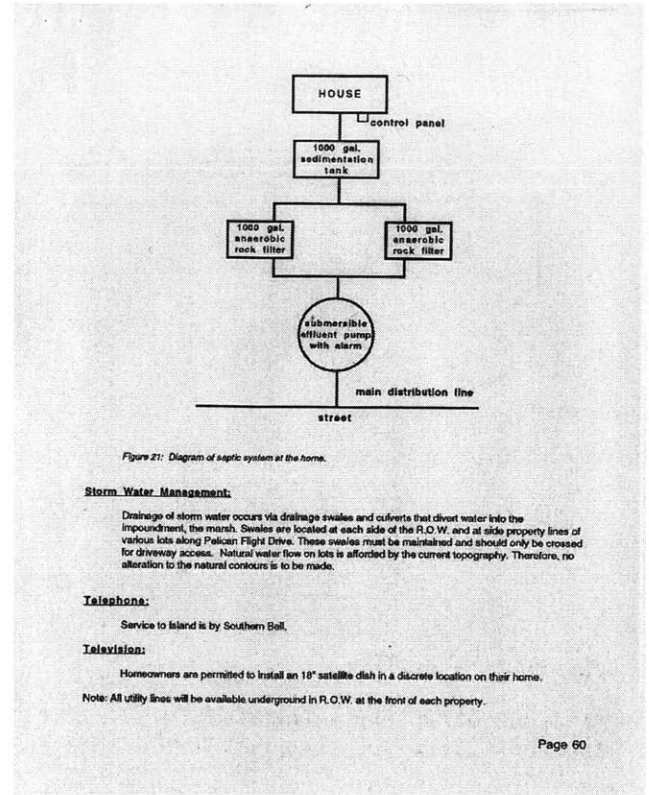 HOUSE
control panel
1000 gal.
sedimentation
tank
1000 gal.
anaerobic
rock filter
1000 gal.
anaerobic
rock filter
submersible
effluent pump
with alarm
main distribution line
street
Figure 21: Diagram of septic system at the home.
Storm Water Management:
Drainage of storm water occurs via drainage swales and culverts that divert water into the
impoundment, the marsh. Swales are located at each side of the R.O.W. and at side property lines of
various lots along Pelican Flight Drive. These swales must be maintained and should only be crossed
for driveway access. Natural water flow on lots is afforded by the current topography. Therefore, no
alteration to the natural contours is to be made.
Telephone:
Service to Island is by Southern Bell.
Television:
Homeowners are permitted to install an 18" satellite dish in a discrete location on their home.
Note: All utility lines will be available underground in R.O.W. at the front of each property.
Page 60